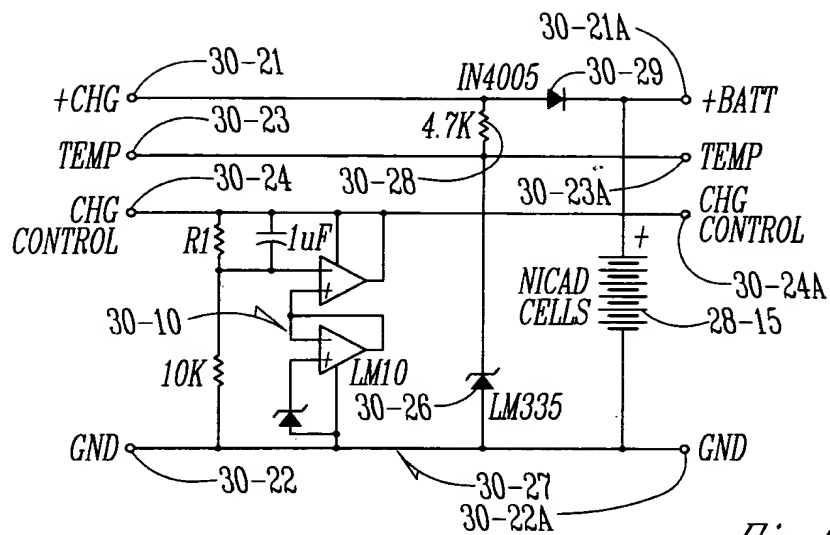 30-21A
30-21
IN4005
30-29
+CHG
+BATT
30-23
4.7K
TEMP
TEMP
30-24
30-28
30-23A
CHG
CONTROL
CHG
CONTROL
R1
1uF
+
NICAD
CELLS
30-24A
30-10
28-15
10K
LM10
30-26
LM335
GND
GND
30-22
30-27
30-22A